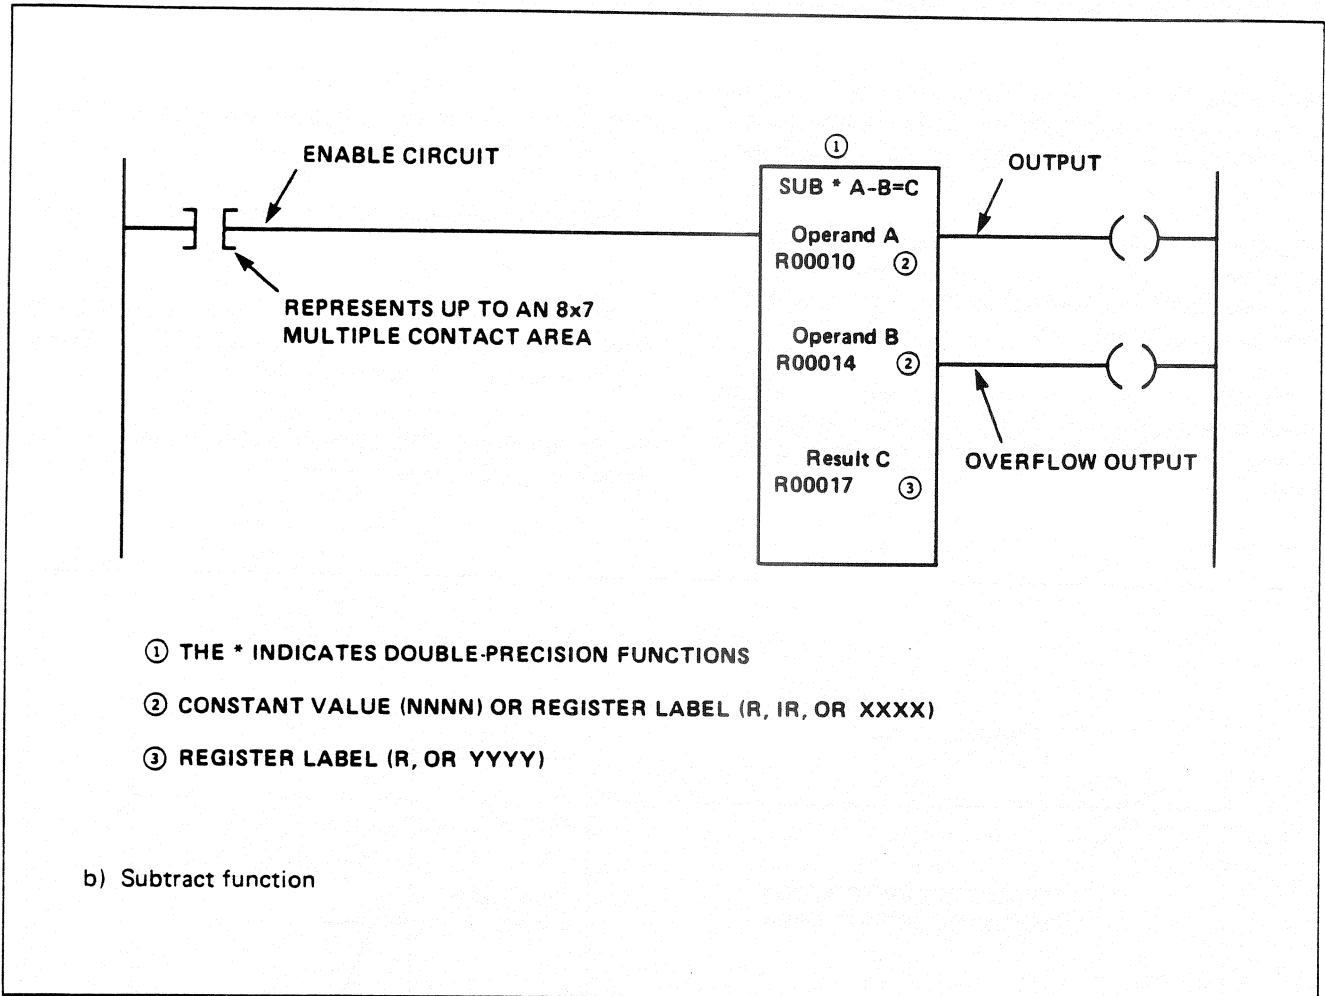 ENABLE CIRCUIT
①
OUTPUT
SUB * A-B=C
Operand A
R00010 ②
REPRESENTS UP TO AN 8x7
MULTIPLE CONTACT AREA
Operand B
R00014 ②
Result C
R00017 ③
OVERFLOW OUTPUT
① THE * INDICATES DOUBLE-PRECISION FUNCTIONS
② CONSTANT VALUE (NNNN) OR REGISTER LABEL (R, IR, OR XXXX)
③ REGISTER LABEL (R, OR YYYY)
b) Subtract function